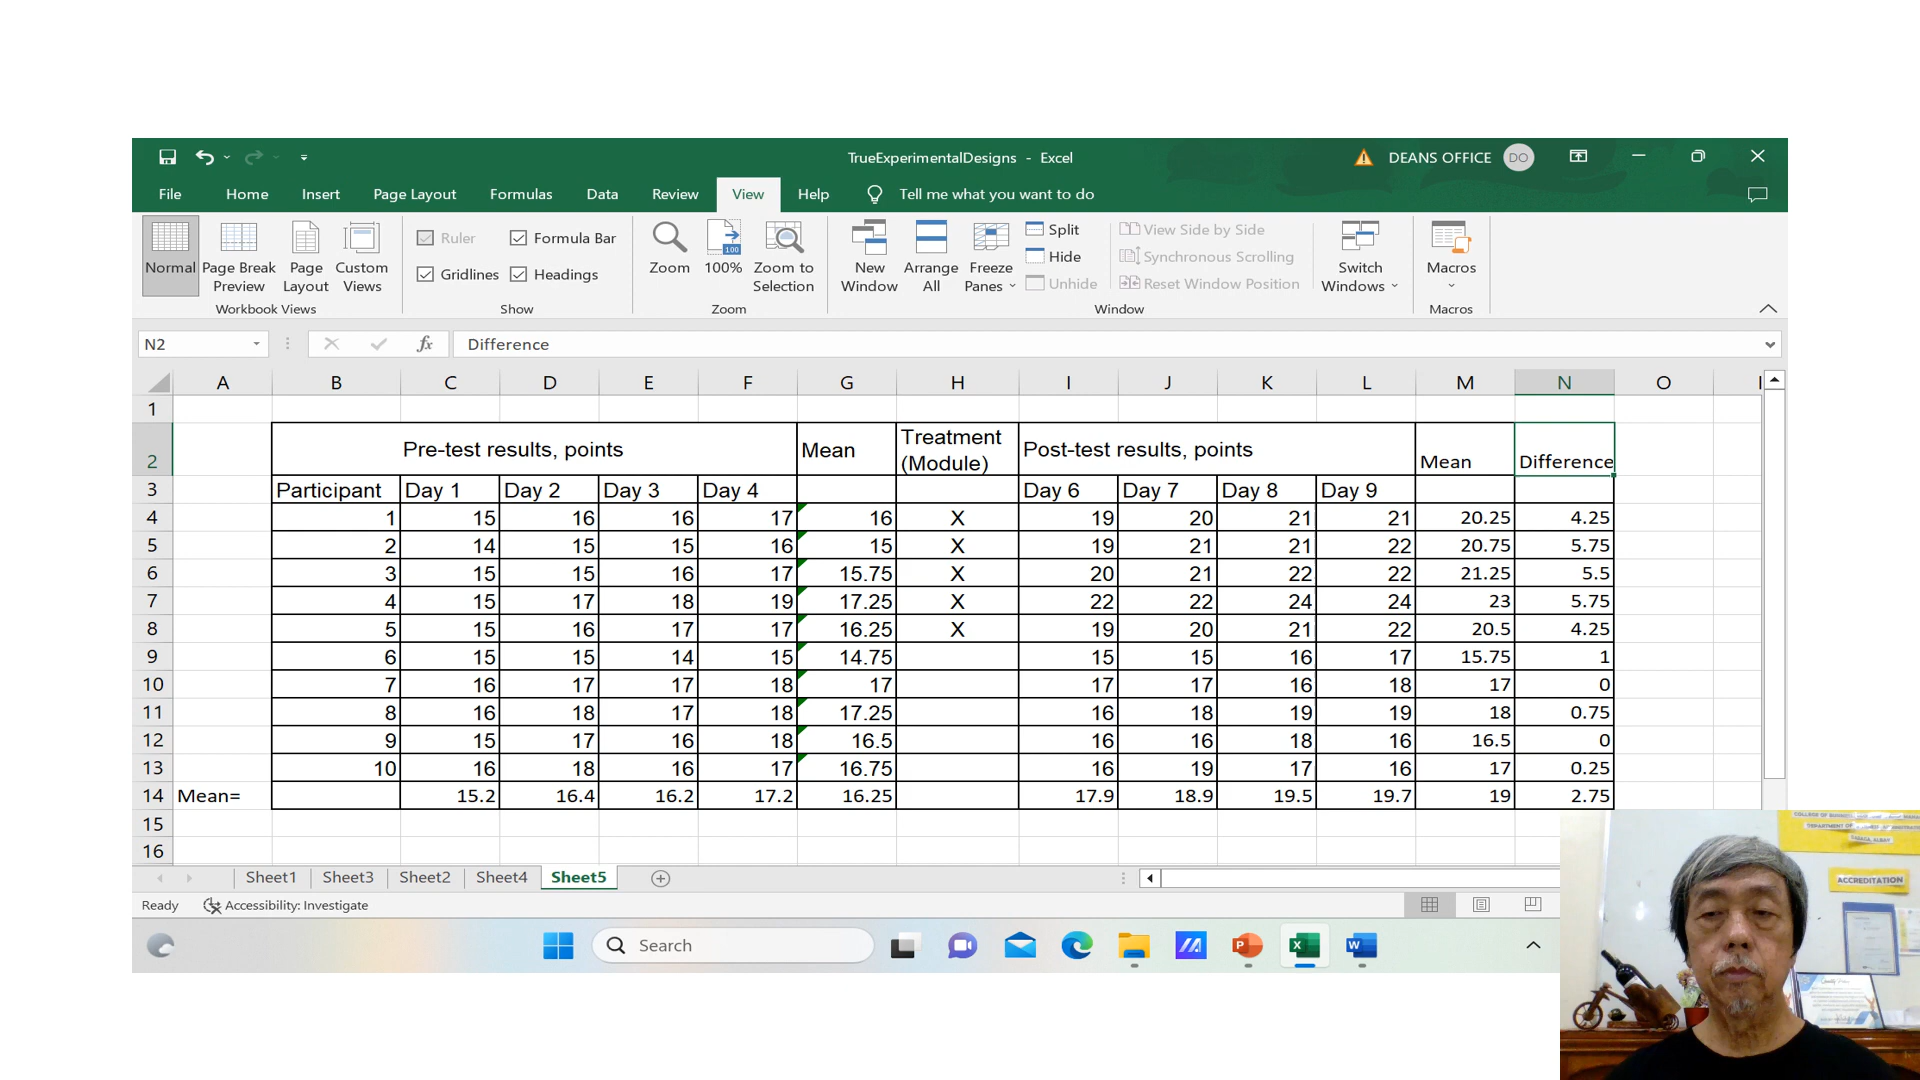 TrueExperimentalDesigns - Excel
DEANS OFFICE DO
File Home Insert Page Layout Formulas Data Review View Help Tell me what you want to do
Normal
Page Break Preview
Page Layout
Custom Views
Workbook Views
Ruler Formula Bar
Gridlines Headings
Show
Zoom
100%
Zoom to Selection
Zoom
New Window
Arrange All
Freeze Panes
Split
Hide
Unhide
View Side by Side
Synchronous Scrolling
Reset Window Position
Window
Switch Windows
Macros
Macros
N2 fx Difference
A B C D E F G H I J K L M N O
1
2 Pre-test results, points Mean Treatment (Module) Post-test results, points Mean Difference
3 Participant Day 1 Day 2 Day 3 Day 4 Day 6 Day 7 Day 8 Day 9
4 1 15 16 16 17 16 X 19 20 21 21 20.25 4.25
5 2 14 15 15 16 15 X 19 21 21 22 20.75 5.75
6 3 15 15 16 17 15.75 X 20 21 22 22 21.25 5.5
7 4 15 17 18 19 17.25 X 22 22 24 24 23 5.75
8 5 15 16 17 17 16.25 X 19 20 21 22 20.5 4.25
9 6 15 15 14 15 14.75 15 15 16 17 15.75 1
10 7 16 17 17 18 17 17 17 16 18 17 0
11 8 16 18 17 18 17.25 16 18 19 19 18 0.75
12 9 15 17 16 18 16.5 16 16 18 16 16.5 0
13 10 16 18 16 17 16.75 16 19 17 16 17 0.25
14 Mean= 15.2 16.4 16.2 17.2 16.25 17.9 18.9 19.5 19.7 19 2.75
15
16
Sheet1 Sheet3 Sheet2 Sheet4 Sheet5
Ready Accessibility: Investigate
Search
ACCREDITATION